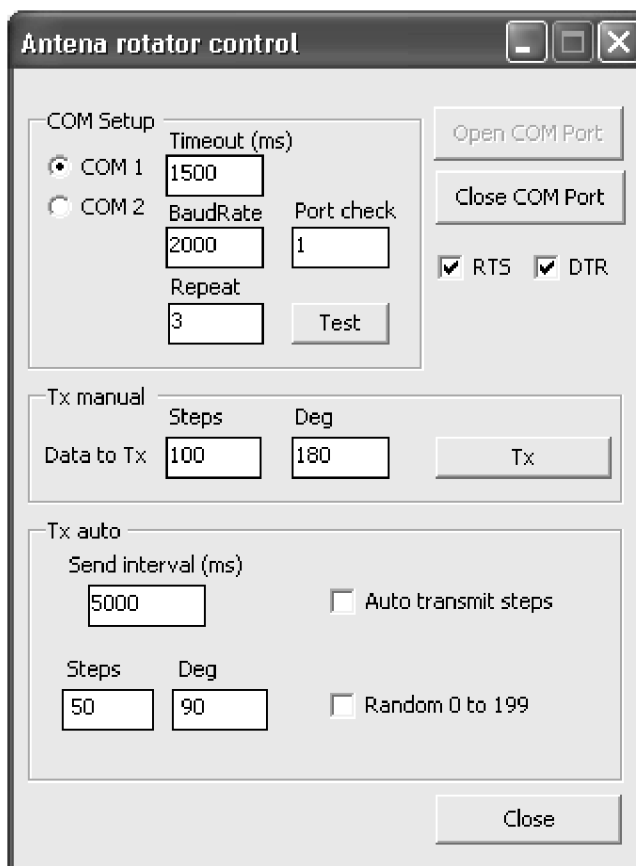 Antena rotator control
COM Setup
Open COM Port
Timeout (ms)
COM 1
1500
Close COM Port
COM 2
BaudRate
Port check
2000
1
RTS
DTR
Repeat
3
Test
Tx manual
Steps
Deg
Data to Tx
100
180
Tx
Tx auto
Send interval (ms)
5000
Auto transmit steps
Steps
Deg
50
90
Random 0 to 199
Close